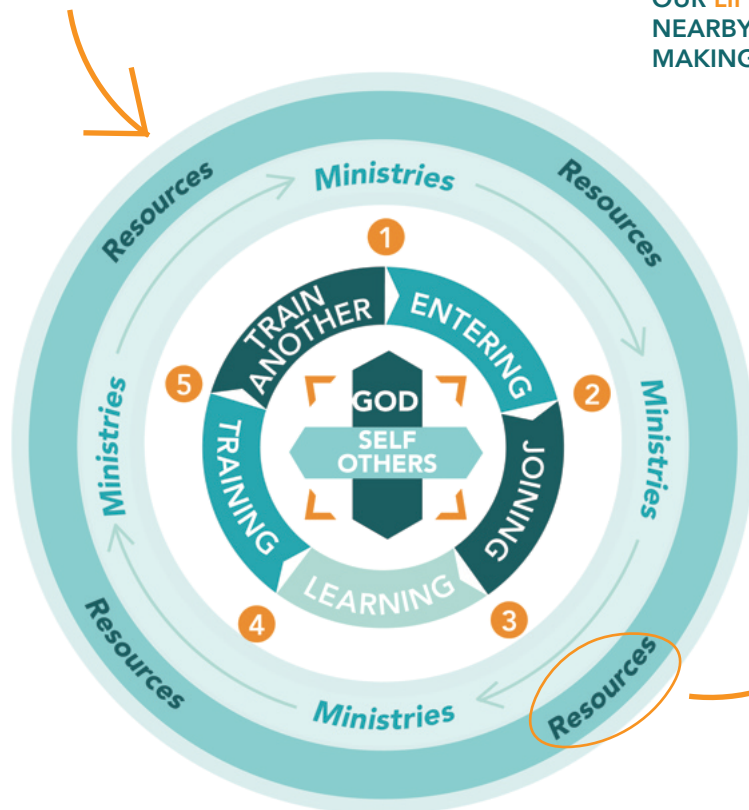 NEARBY
MAKING
Resources
Ministries
Resources
1
TRAIN
ANOTHER
ENTERING
5
2
GOD
SELF
OTHERS
Ministries
Ministries
TRAINING
JOINING
LEARNING
4
3
Resources
Ministries
Resources